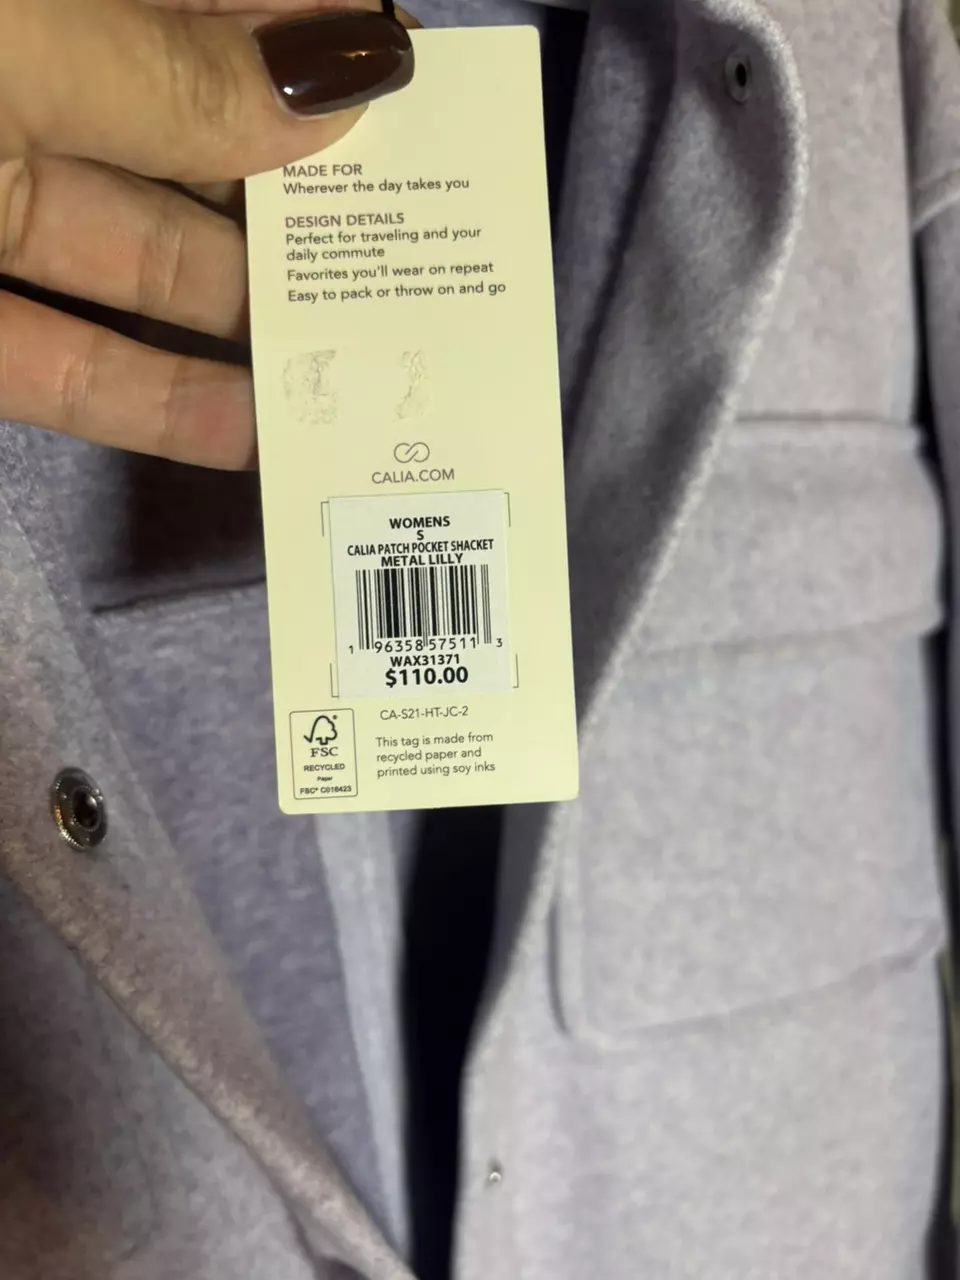 MADE FOR
Wherever the day takes you
DESIGN DETAILS
Perfect for traveling and your
daily commute
Favorites you'll wear on repeat
Easy to pack or throw on and go
CALIA.COM
WOMENS
S
CALIA PATCH POCKET SHACKET
METAL LILLY
1 96358 57511 3
WAX31371
$110.00
CA-S21-HT-JC-2
This tag is made from
recycled paper and
printed using soy inks
FSC
RECYCLED
Paper
FSC® C016423